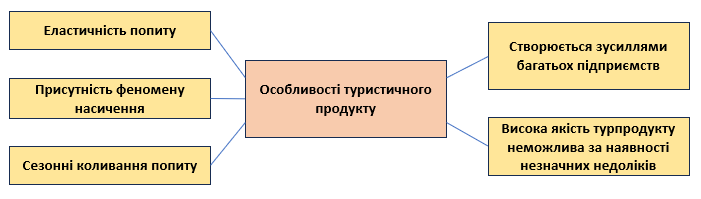 Еластичність попиту
Присутність феномену
насичення
Сезонні коливання попиту
Особливості туристичного
продукту
Створюється зусиллями
багатьох підприємств
Висока якість турпродукту
неможлива за наявності
незначних недоліків